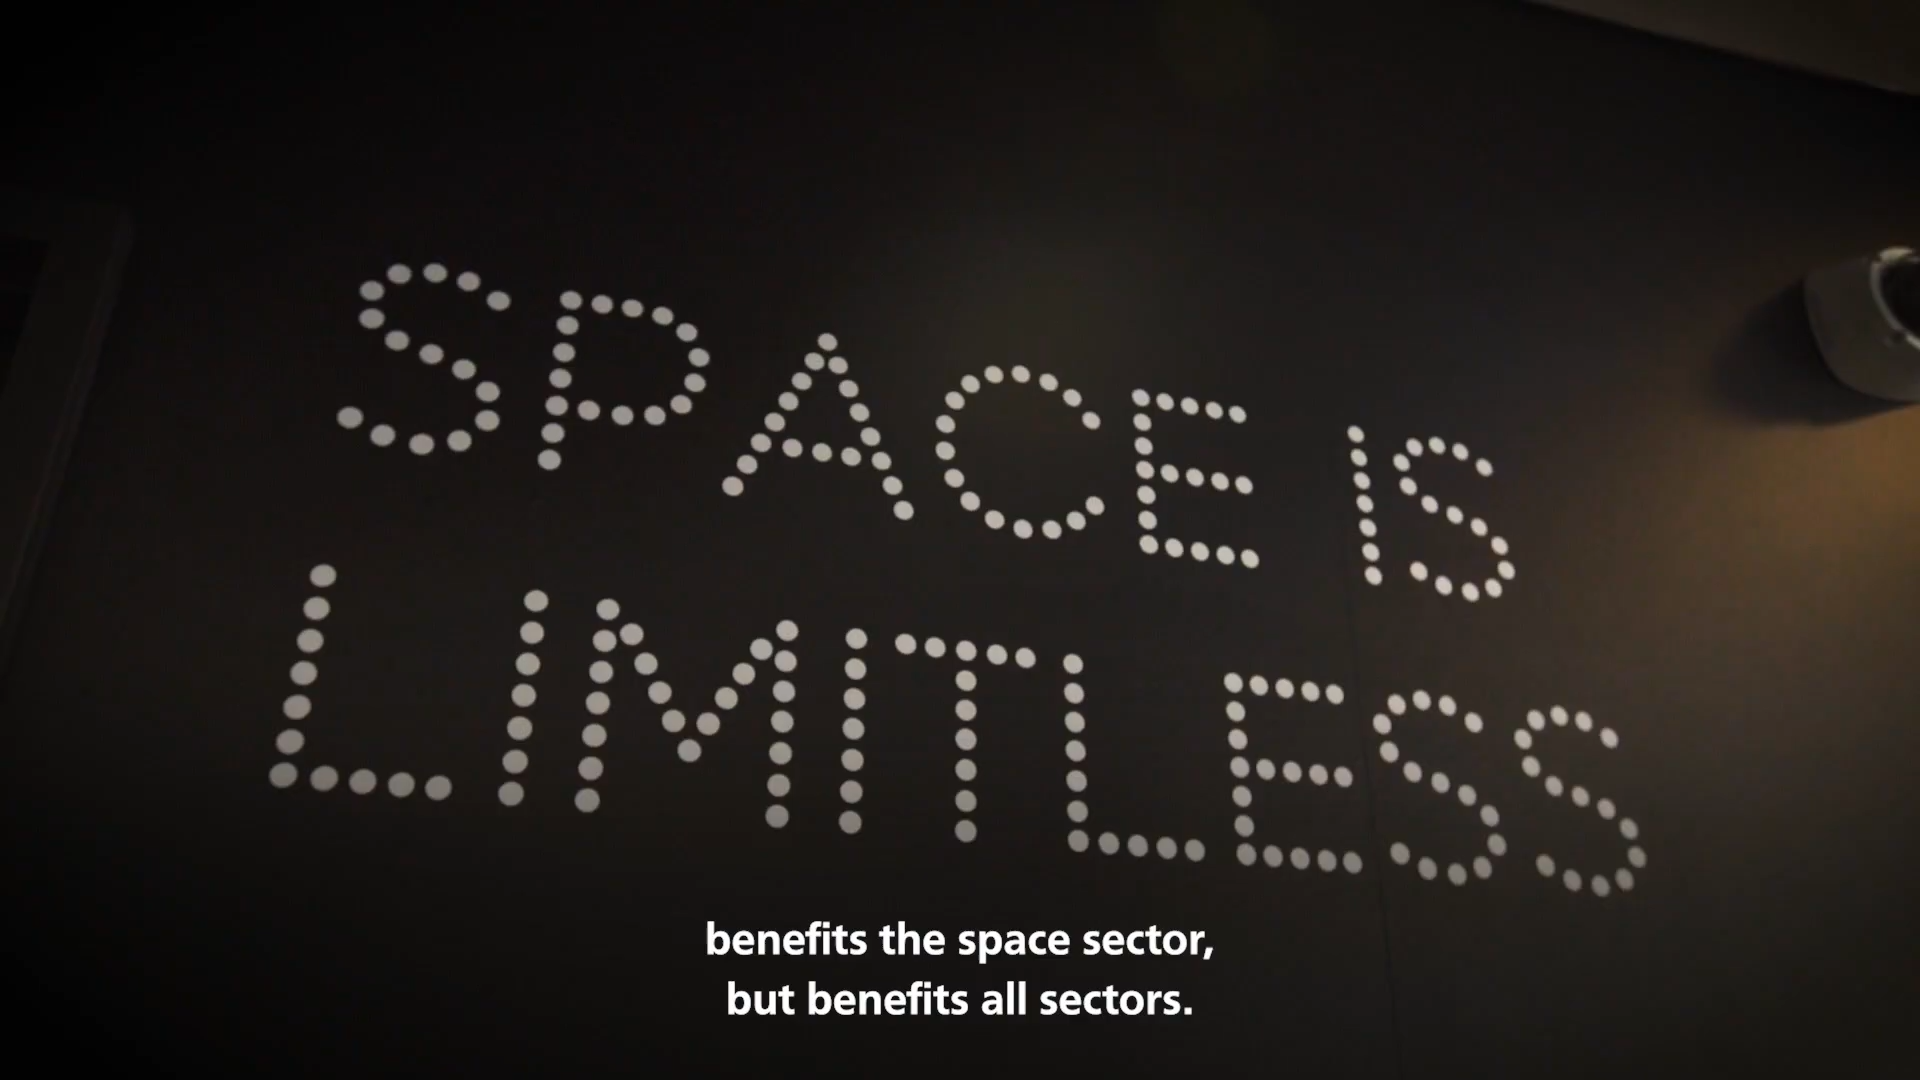 SPACE IS
LIMITLESS
benefits the space sector,
but benefits all sectors.